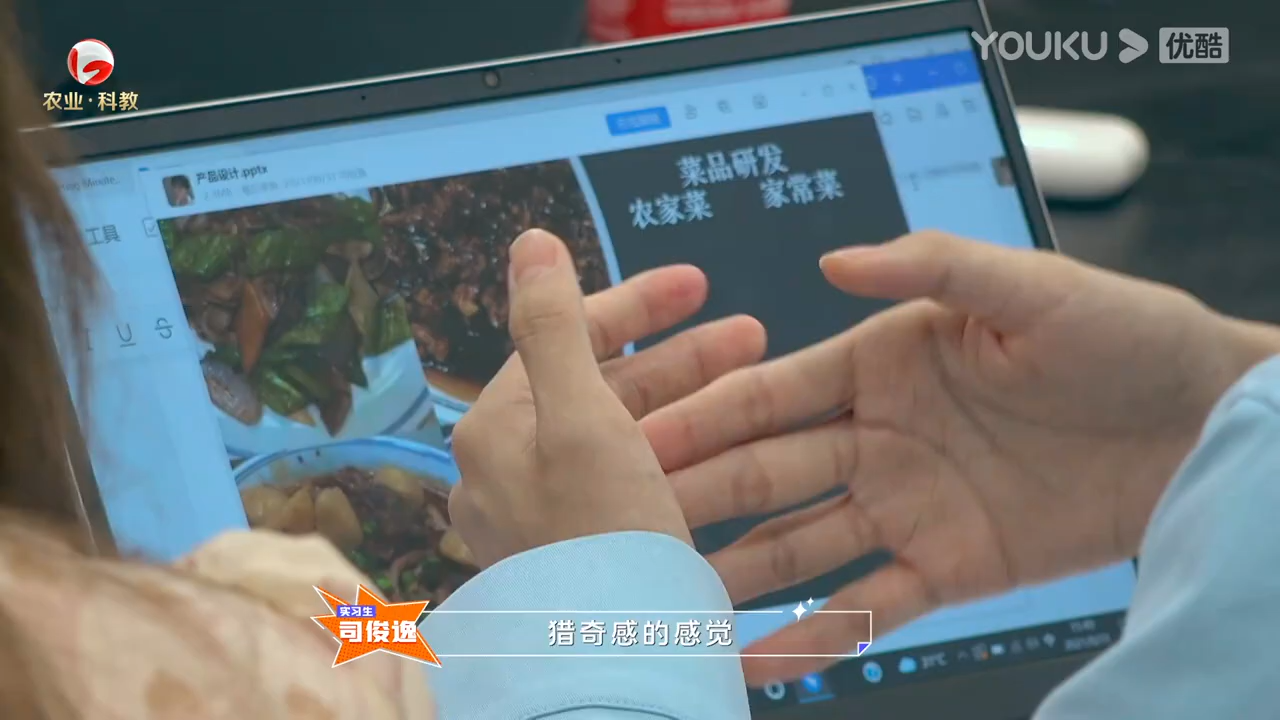 农业·科教
YOUKU 优酷
产品设计.pptx
工具
菜品研发
农家菜 家常菜
实习生
司俊逸
猎奇感的感觉
31°C